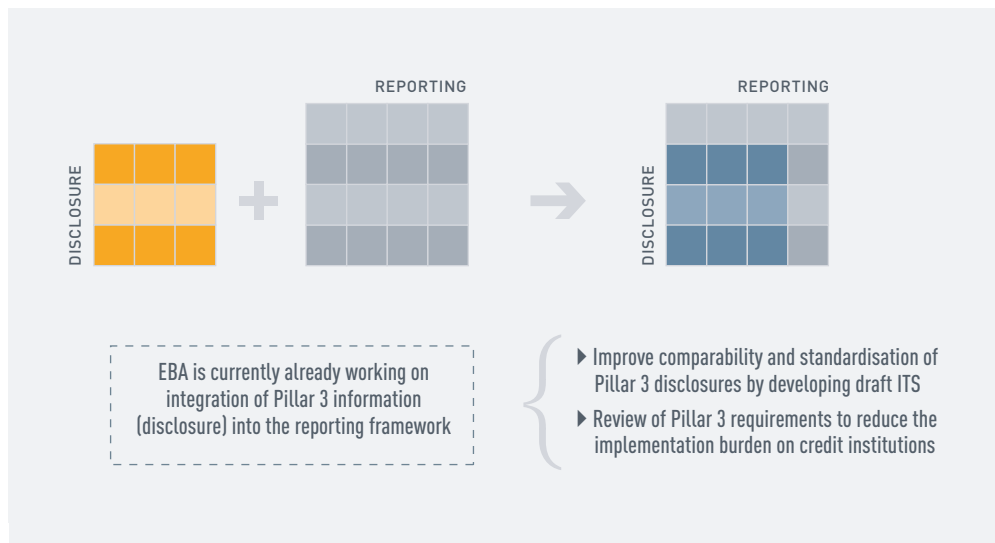 REPORTING
REPORTING
DISCLOSURE
DISCLOSURE
EBA is currently already working on
integration of Pillar 3 information
(disclosure) into the reporting framework
Improve comparability and standardisation of
Pillar 3 disclosures by developing draft ITS
Review of Pillar 3 requirements to reduce the
implementation burden on credit institutions